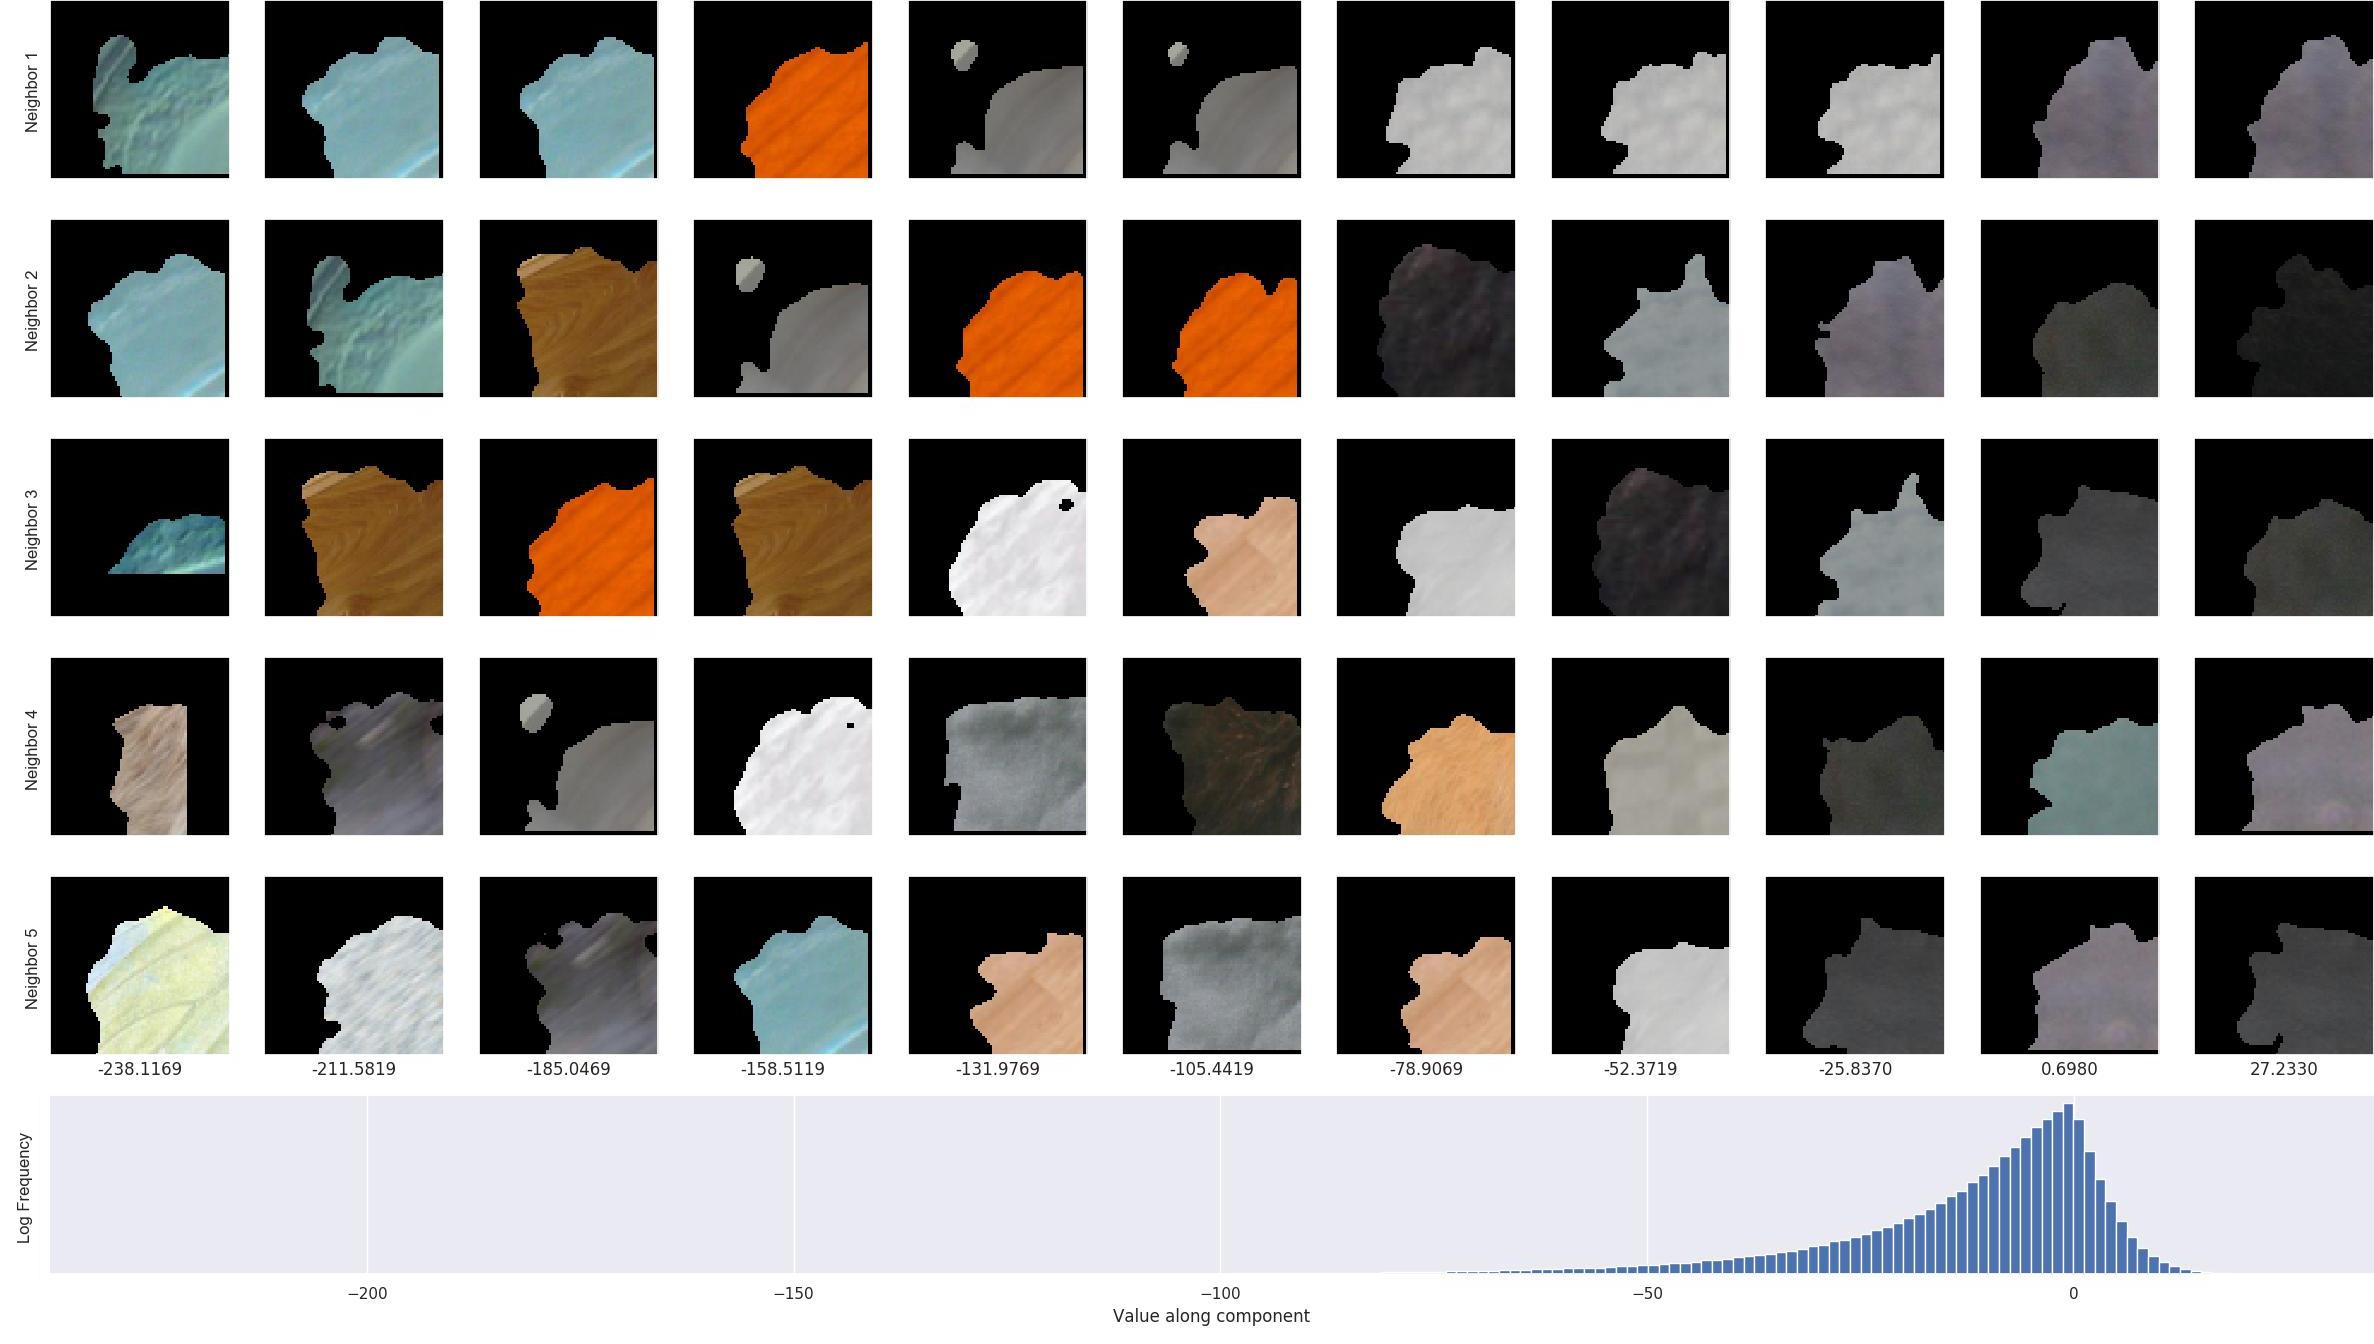 Neighbor 1
Neighbor 2
Neighbor 3
Neighbor 4
Neighbor 5
-238.1169 -211.5819 -185.0469 -158.5119 -131.9769 -105.4419 -78.9069 -52.3719 -25.8370 0.6980 27.2330
Log Frequency
−200 −150 −100 −50 0
Value along component